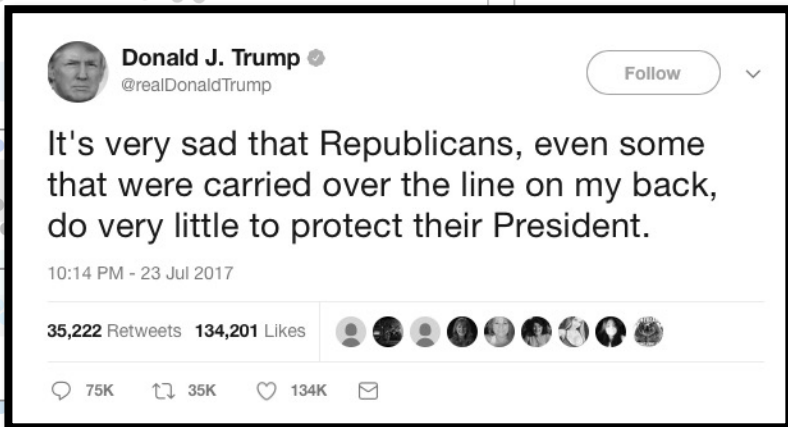 Donald J. Trump
@realDonaldTrump
Follow
It's very sad that Republicans, even some
that were carried over the line on my back,
do very little to protect their President.
10:14 PM - 23 Jul 2017
35,222 Retweets 134,201 Likes
75K 35K 134K